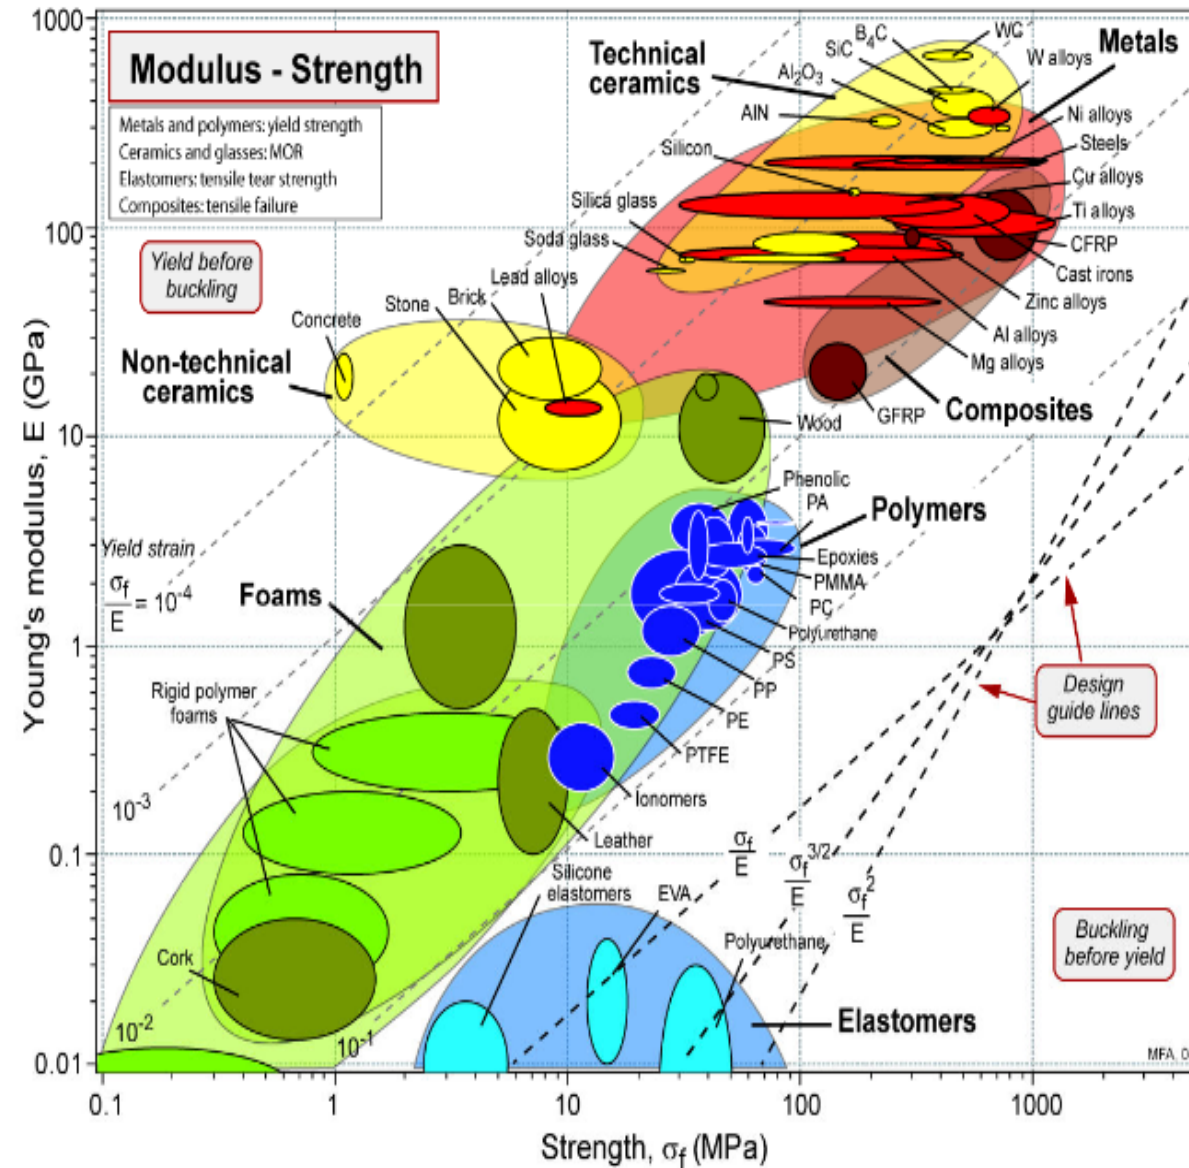 Modulus - Strength
Metals and polymers: yield strength
Ceramics and glasses: MOR
Elastomers: tensile tear strength
Composites: tensile failure
Yield before
buckling
Young's modulus, E (GPa)
1000
100
10
1
0.1
0.01
Technical
ceramics
B₄C
SiC
WC
Metals
Al₂O₃
W alloys
AlN
Ni alloys
Steels
Silicon
Cu alloys
Silica glass
Ti alloys
Soda glass
CFRP
Cast irons
Lead alloys
Zinc alloys
Brick
Stone
Al alloys
Concrete
Mg alloys
Non-technical
ceramics
GFRP
Composites
Wood
Phenolic
PA
Polymers
Epoxies
PMMA
PC
Polyurethane
PS
PP
PE
PTFE
Ionomers
Leather
Yield strain
σf/E = 10⁻⁴
Foams
Rigid polymer
foams
10⁻³
10⁻²
10⁻¹
Cork
Silicone
elastomers
EVA
Polyurethane
Elastomers
σf/E
σf^3/2/E
σf²/E
Design
guide lines
Buckling
before yield
MFA, 0
0.1
1
10
100
1000
Strength, σf (MPa)